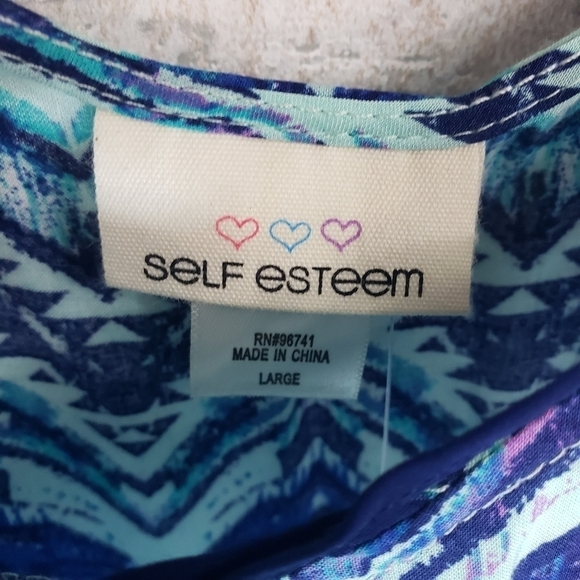 SELF ESTEEM
RN#96741
MADE IN CHINA
LARGE